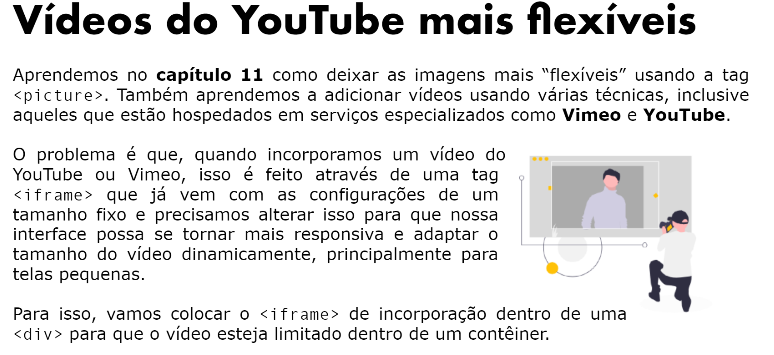 Vídeos do YouTube mais flexíveis
Aprendemos no capítulo 11 como deixar as imagens mais “flexíveis” usando a tag
<picture>. Também aprendemos a adicionar vídeos usando várias técnicas, inclusive
aqueles que estão hospedados em serviços especializados como Vimeo e YouTube.
O problema é que, quando incorporamos um vídeo do
YouTube ou Vimeo, isso é feito através de uma tag
<iframe> que já vem com as configurações de um
tamanho fixo e precisamos alterar isso para que nossa
interface possa se tornar mais responsiva e adaptar o
tamanho do vídeo dinamicamente, principalmente para
telas pequenas.
Para isso, vamos colocar o <iframe> de incorporação dentro de uma
<div> para que o vídeo esteja limitado dentro de um contêiner.